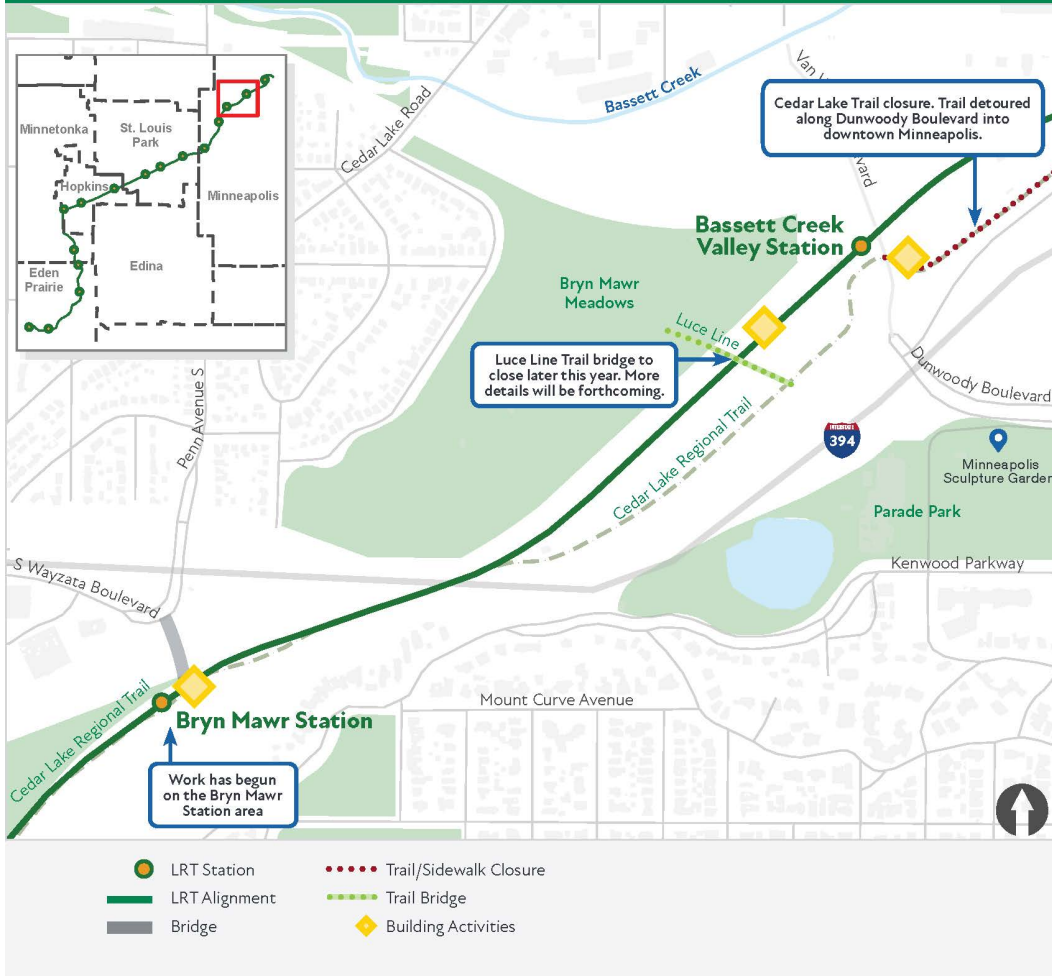 Minnetonka
St. Louis
Park
Hopkins
Minneapolis
Eden
Prairie
Edina
Cedar Lake Road
Bassett Creek
Cedar Lake Trail closure. Trail detoured
along Dunwoody Boulevard into
downtown Minneapolis.
Bassett Creek
Valley Station
Bryn Mawr
Meadows
Luce Line
Luce Line Trail bridge to
close later this year. More
details will be forthcoming.
Dunwoody Boulevard
Penn Avenue S
Cedar Lake Regional Trail
INTERSTATE
394
Minneapolis
Sculpture Garden
Parade Park
Kenwood Parkway
S Wayzata Boulevard
Cedar Lake Regional Trail
Bryn Mawr Station
Mount Curve Avenue
Work has begun
on the Bryn Mawr
Station area
LRT Station
LRT Alignment
Bridge
Trail/Sidewalk Closure
Trail Bridge
Building Activities